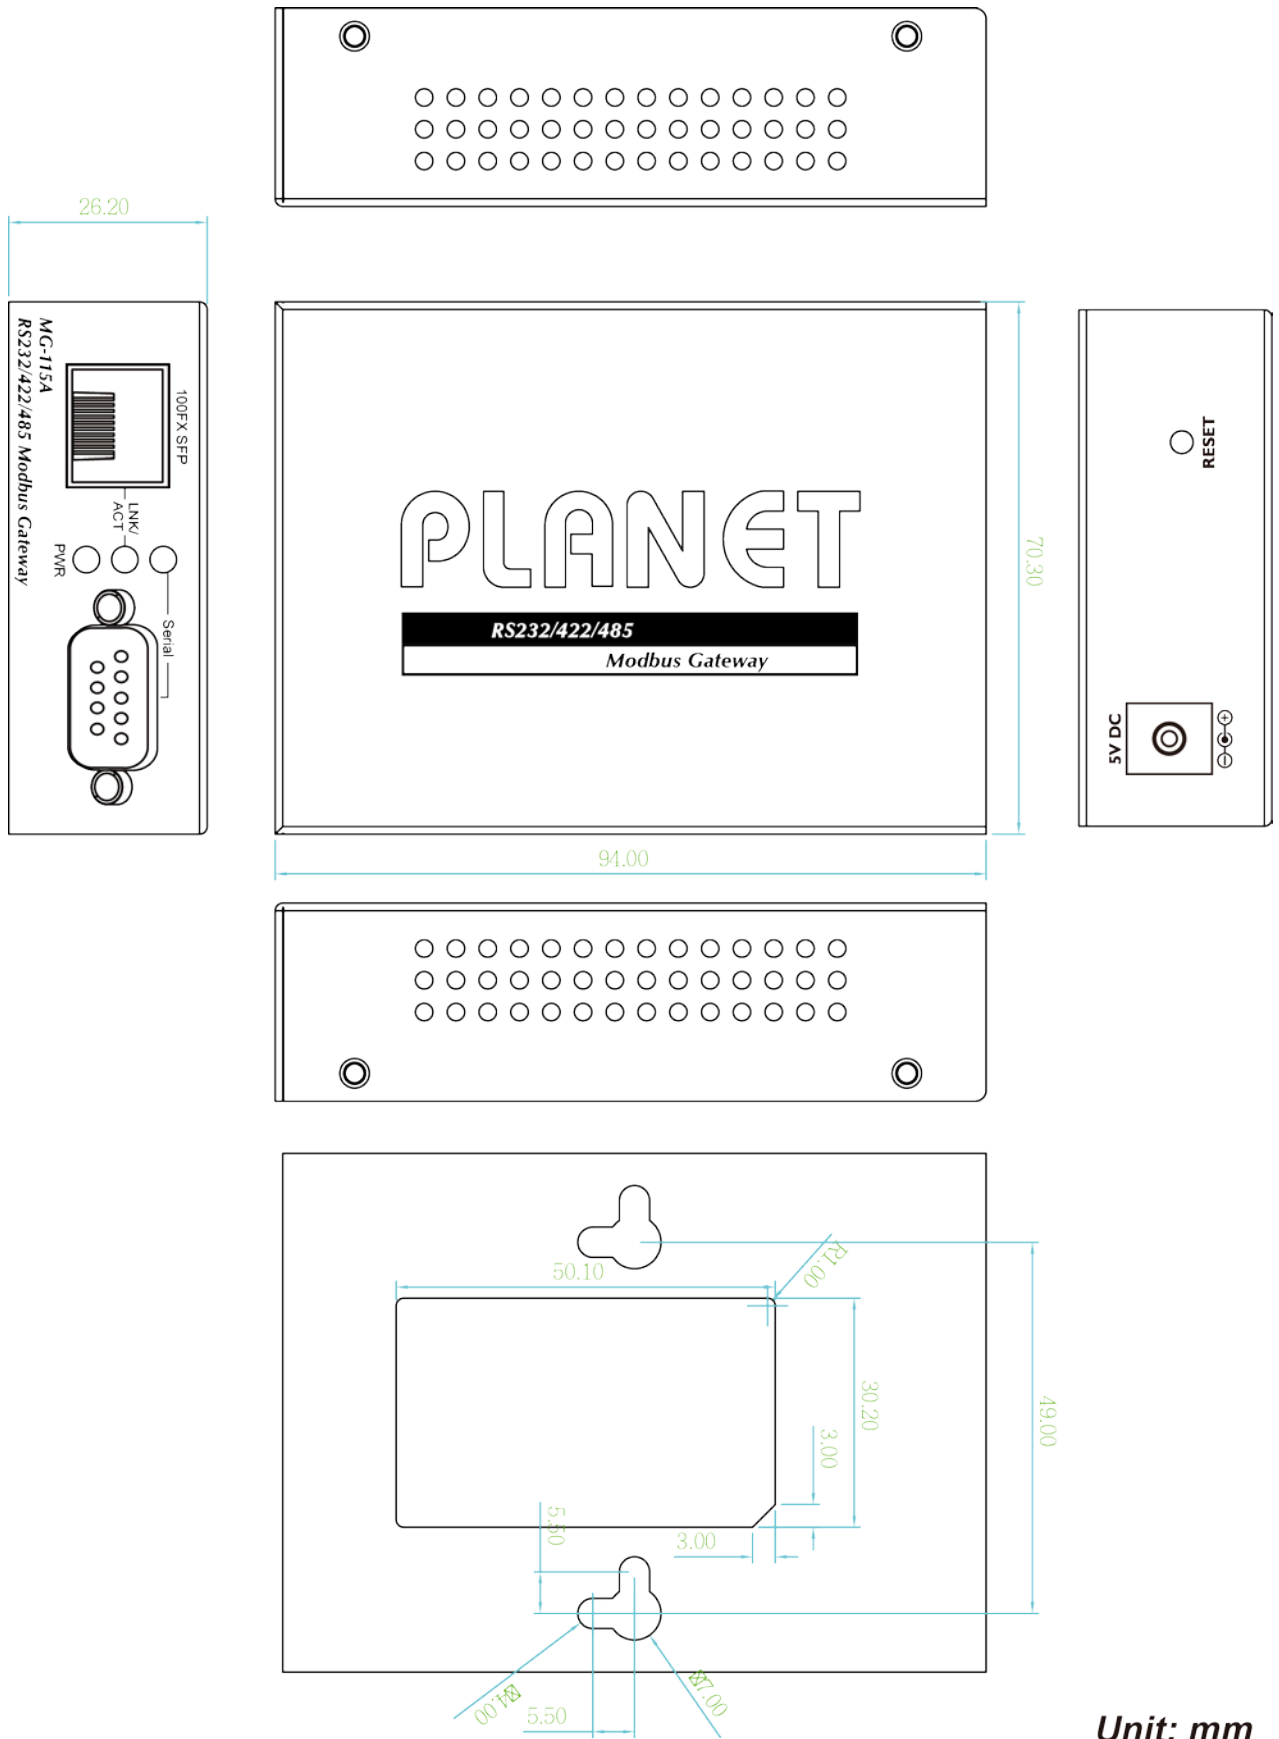 26.20
MG-115A
RS232/422/485 Modbus Gateway
100FX SFP
LNK/
ACT
PWR
Serial
PLANET
RS232/422/485
Modbus Gateway
70.30
94.00
RESET
5V DC
50.10
R1.00
30.20
3.00
49.00
5.50
3.00
4.00
7.00
5.50
Unit: mm